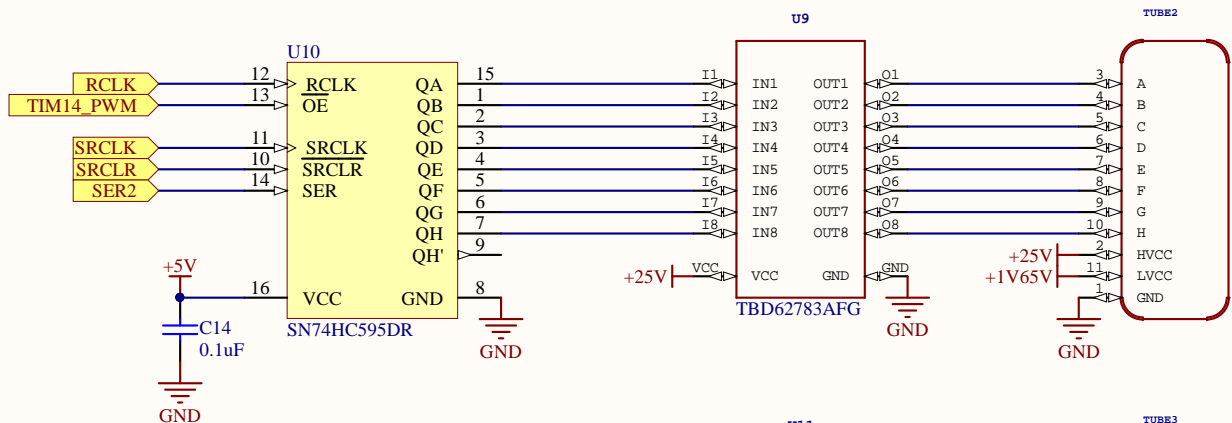 U9
TUBE2
U10
RCLK 12 RCLK QA 15 I1 IN1 OUT1 O1 3 A
TIM14_PWM 13 OE QB 1 I2 IN2 OUT2 O2 4 B
QC 2 I3 IN3 OUT3 O3 5 C
SRCLK 11 SRCLK QD 3 I4 IN4 OUT4 O4 6 D
SRCLR 10 SRCLR QE 4 I5 IN5 OUT5 O5 7 E
SER2 14 SER QF 5 I6 IN6 OUT6 O6 8 F
QG 6 I7 IN7 OUT7 O7 9 G
QH 7 I8 IN8 OUT8 O8 10 H
QH' 9 +25V 2 HVCC
+5V +25V VCC VCC GND GND +1V65V 11 LVCC
16 VCC GND 8 1 GND
SN74HC595DR TBD62783AFG
C14
0.1uF
GND GND GND
GND
TUBE3